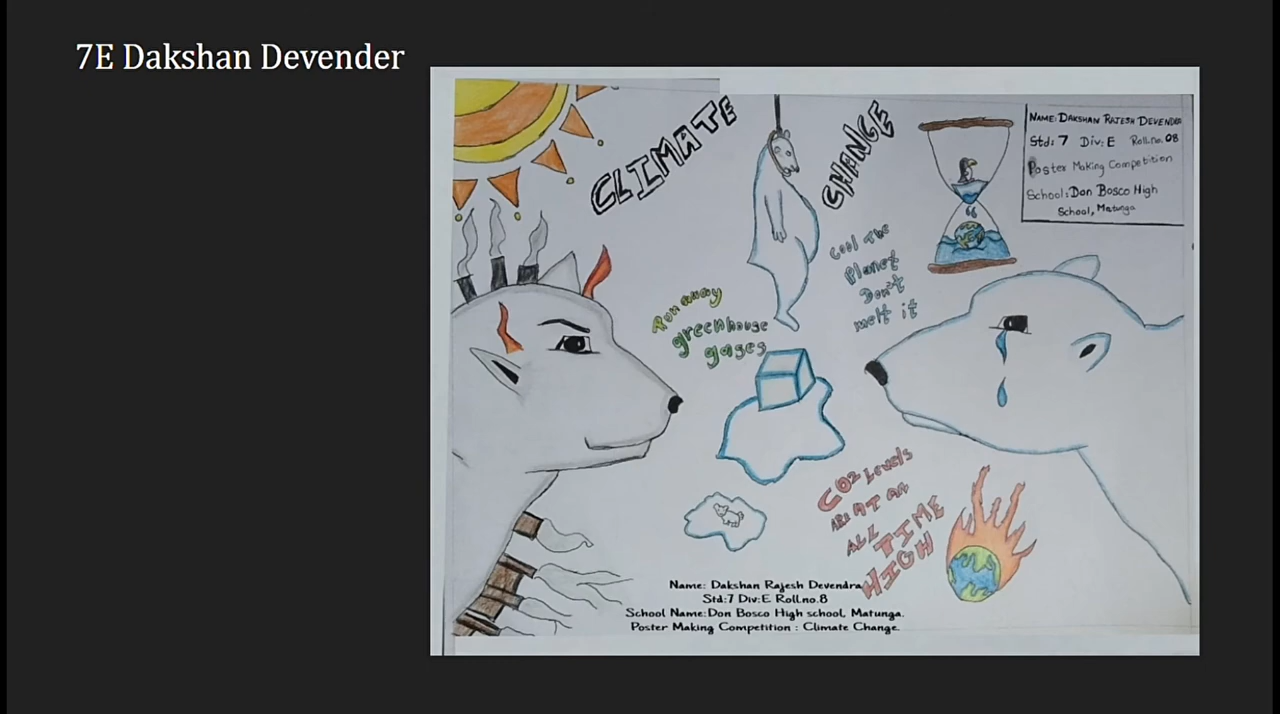 7E Dakshan Devender
CLIMATE
CHANGE
NAME: DAKSHAN RAJESH DEVENDRA
Std: 7 Div: E Roll.no. 08
Poster Making Competition
School: Don Bosco High
School, Matunga
Cool The
Planet
Don't
melt it
Run away
greenhouse
gases
CO2 Levels
ARE AT AN
ALL
TIME
HIGH
Name: Dakshan Rajesh Devendra
Std:7 Div:E Roll.no.8
School Name:Don Bosco High school, Matunga.
Poster Making Competition : Climate Change.